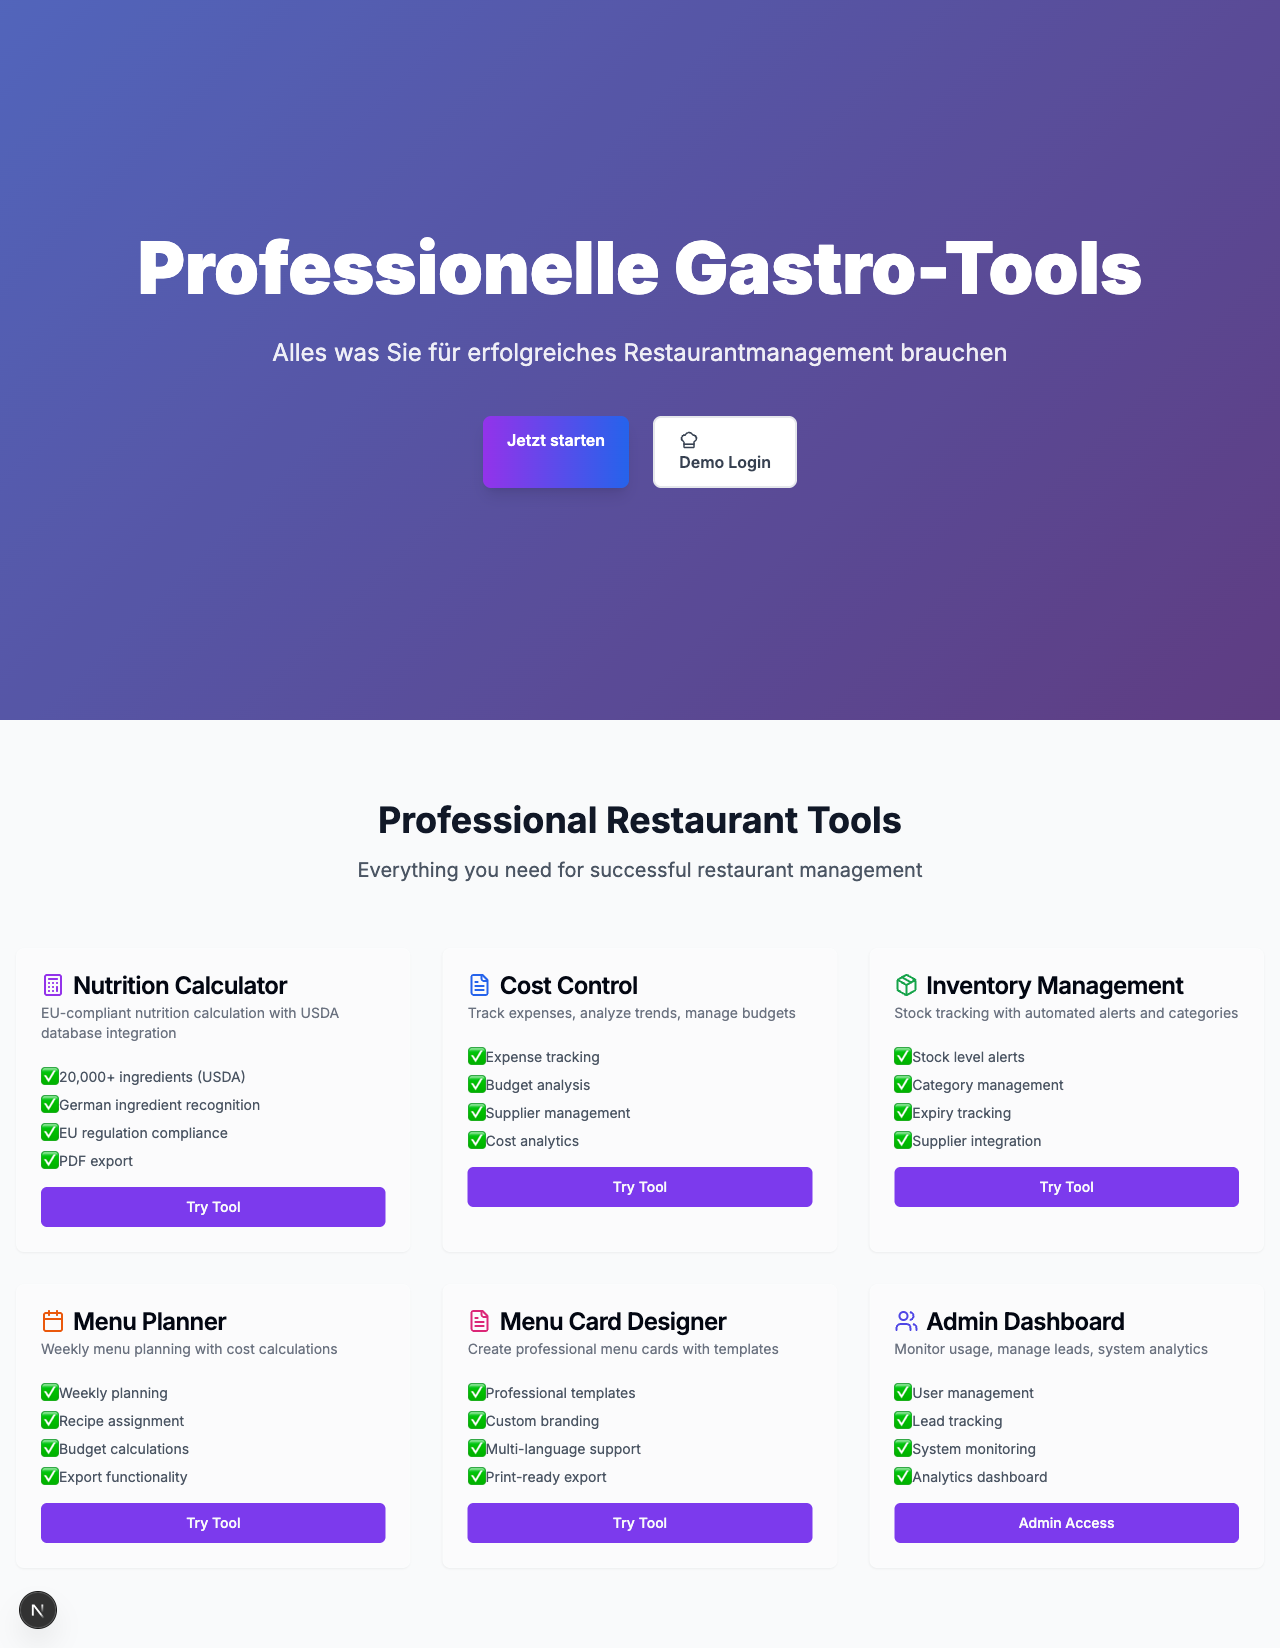 Professionelle Gastro-Tools
Alles was Sie für erfolgreiches Restaurantmanagement brauchen
Jetzt starten
Demo Login
Professional Restaurant Tools
Everything you need for successful restaurant management
Nutrition Calculator
EU-compliant nutrition calculation with USDA
database integration
✅20,000+ ingredients (USDA)
✅German ingredient recognition
✅EU regulation compliance
✅PDF export
Try Tool
Cost Control
Track expenses, analyze trends, manage budgets
✅Expense tracking
✅Budget analysis
✅Supplier management
✅Cost analytics
Try Tool
Inventory Management
Stock tracking with automated alerts and categories
✅Stock level alerts
✅Category management
✅Expiry tracking
✅Supplier integration
Try Tool
Menu Planner
Weekly menu planning with cost calculations
✅Weekly planning
✅Recipe assignment
✅Budget calculations
✅Export functionality
Try Tool
Menu Card Designer
Create professional menu cards with templates
✅Professional templates
✅Custom branding
✅Multi-language support
✅Print-ready export
Try Tool
Admin Dashboard
Monitor usage, manage leads, system analytics
✅User management
✅Lead tracking
✅System monitoring
✅Analytics dashboard
Admin Access
N